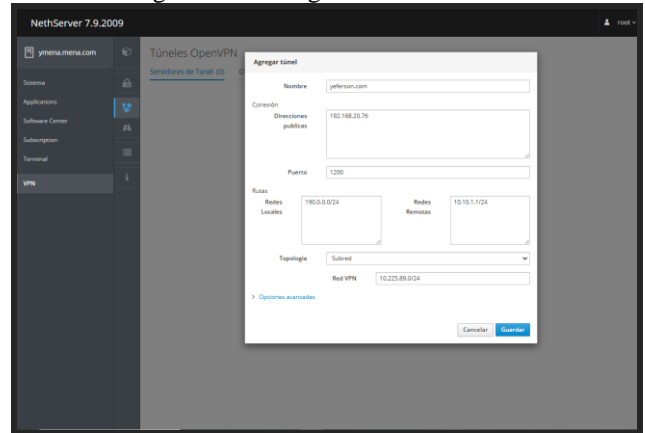 NethServer 7.9.2009
root
ymena.mena.com
Sistema
Applications
Software Center
Subscription
Terminal
VPN
Túneles OpenVPN
Servidores de Túnel (0)
Agregar túnel
Nombre
yeferson.com
Conexión
Direcciones publicas
192.168.20.76
Puerto
1200
Rutas
Redes Locales
190.0.0.0/24
Redes Remotas
10.10.1.1/24
Topología
Subred
Red VPN
10.225.89.0/24
> Opciones avanzadas
Cancelar
Guardar